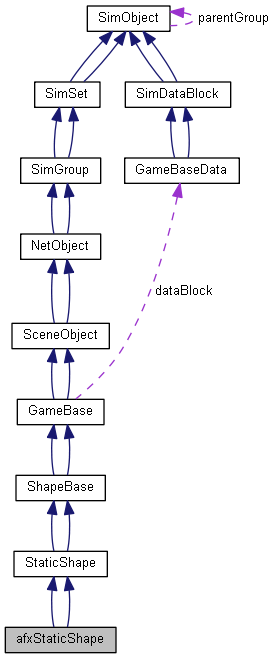 SimObject
parentGroup
SimSet
SimDataBlock
SimGroup
GameBaseData
NetObject
dataBlock
SceneObject
GameBase
ShapeBase
StaticShape
afxStaticShape